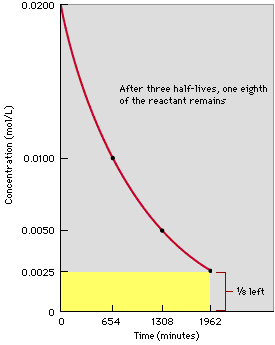 0.0200
After three half-lives, one eighth
of the reactant remains
Concentration (mol/L)
0.0100
0.0050
0.0025
⅛ left
0
0 654 1308 1962
Time (minutes)